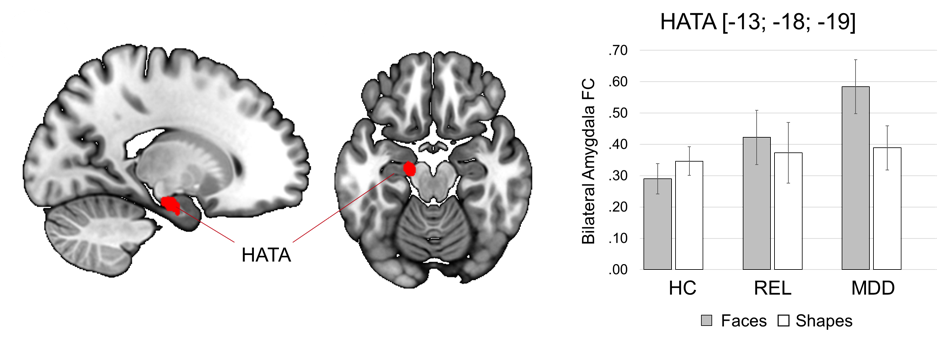 HATA
HATA [-13; -18; -19]
Bilateral Amygdala FC
.70
.60
.50
.40
.30
.20
.10
.00
HC REL MDD
Faces Shapes